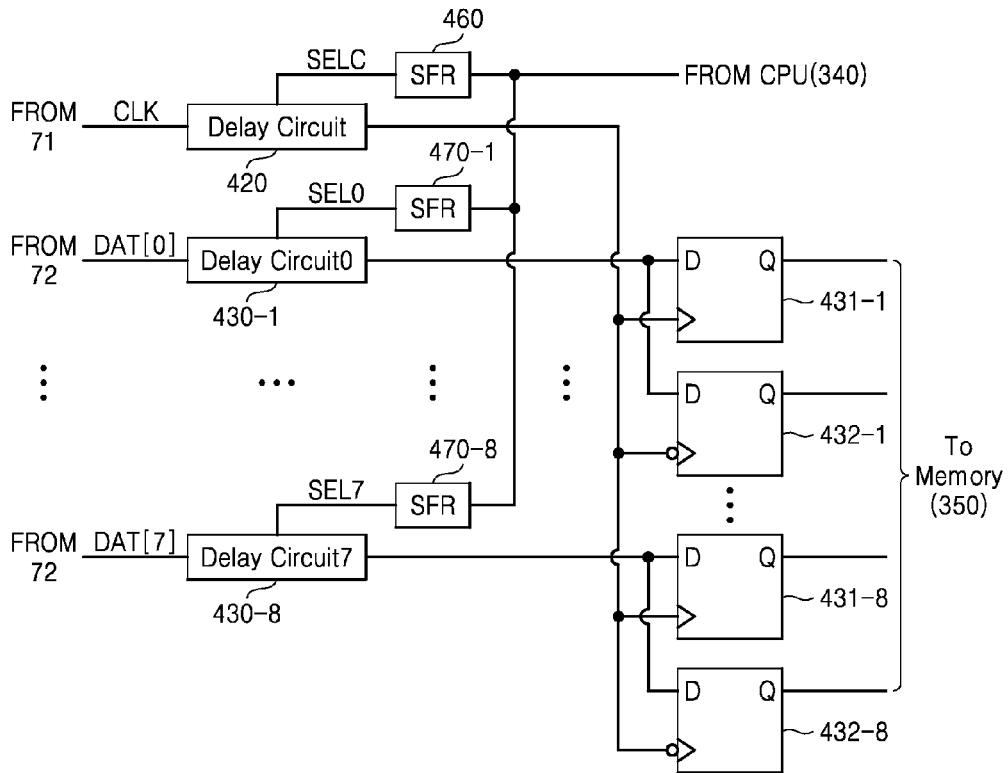 460
SELC
SFR
FROM CPU(340)
FROM
71
CLK
Delay Circuit
420
470-1
SEL0
SFR
FROM
72
DAT[0]
Delay Circuit0
430-1
D
Q
431-1
D
Q
432-1
470-8
SEL7
SFR
FROM
72
DAT[7]
Delay Circuit7
430-8
D
Q
431-8
D
Q
432-8
To
Memory
(350)